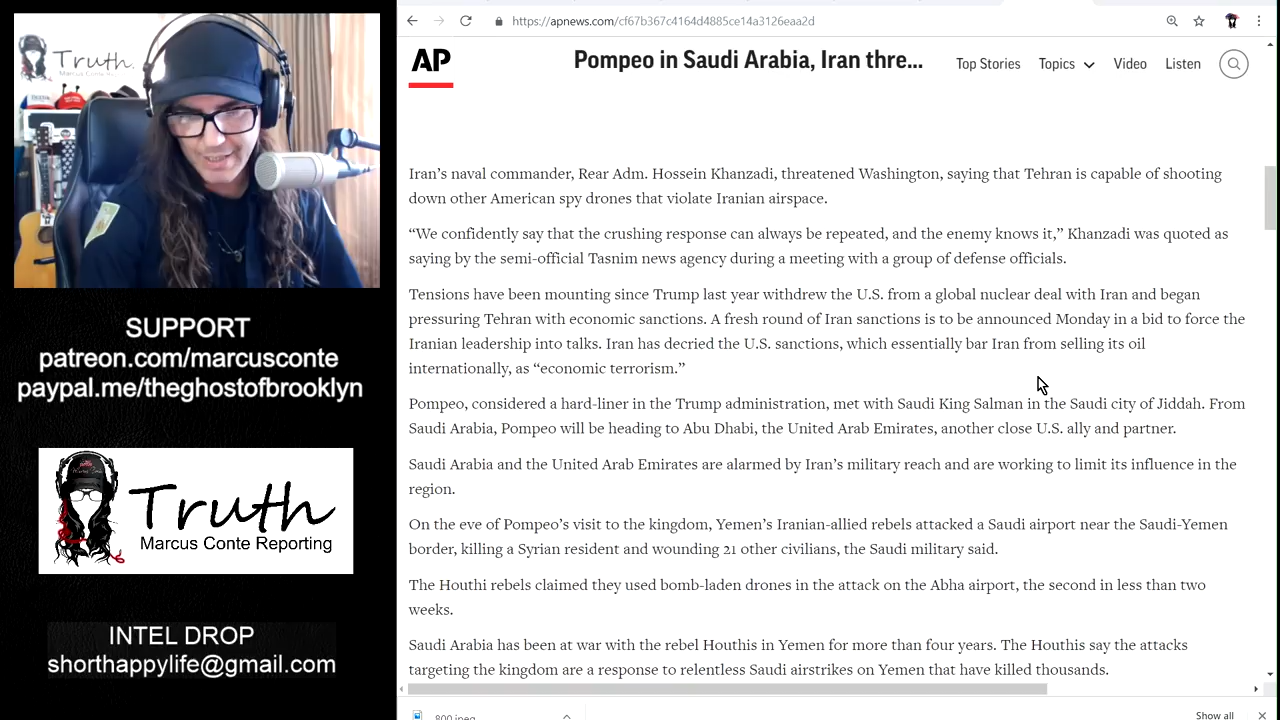 Truth.
Marcus Conte
SUPPORT
patreon.com/marcusconte
paypal.me/theghostofbrooklyn
Truth
Marcus Conte Reporting
INTEL DROP
shorthappylife@gmail.com
https://apnews.com/cf67b367c4164d4885ce14a3126eaa2d
AP
Pompeo in Saudi Arabia, Iran thre...
Top Stories Topics Video Listen
Iran’s naval commander, Rear Adm. Hossein Khanzadi, threatened Washington, saying that Tehran is capable of shooting
down other American spy drones that violate Iranian airspace.
“We confidently say that the crushing response can always be repeated, and the enemy knows it,” Khanzadi was quoted as
saying by the semi-official Tasnim news agency during a meeting with a group of defense officials.
Tensions have been mounting since Trump last year withdrew the U.S. from a global nuclear deal with Iran and began
pressuring Tehran with economic sanctions. A fresh round of Iran sanctions is to be announced Monday in a bid to force the
Iranian leadership into talks. Iran has decried the U.S. sanctions, which essentially bar Iran from selling its oil
internationally, as “economic terrorism.”
Pompeo, considered a hard-liner in the Trump administration, met with Saudi King Salman in the Saudi city of Jiddah. From
Saudi Arabia, Pompeo will be heading to Abu Dhabi, the United Arab Emirates, another close U.S. ally and partner.
Saudi Arabia and the United Arab Emirates are alarmed by Iran’s military reach and are working to limit its influence in the
region.
On the eve of Pompeo’s visit to the kingdom, Yemen’s Iranian-allied rebels attacked a Saudi airport near the Saudi-Yemen
border, killing a Syrian resident and wounding 21 other civilians, the Saudi military said.
The Houthi rebels claimed they used bomb-laden drones in the attack on the Abha airport, the second in less than two
weeks.
Saudi Arabia has been at war with the rebel Houthis in Yemen for more than four years. The Houthis say the attacks
targeting the kingdom are a response to relentless Saudi airstrikes on Yemen that have killed thousands.
800.jpeg
Show all